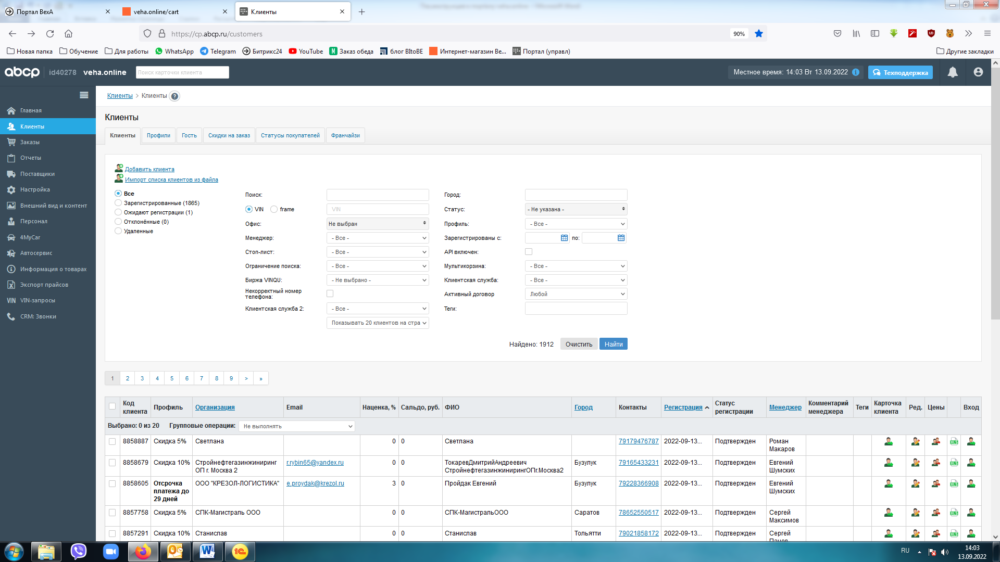 Портал ВехА
veha.online/cart
Клиенты
https://cp.abcp.ru/customers
90%
Новая папка
Обучение
Для работы
WhatsApp
Telegram
Битрикс24
YouTube
Заказ обеда
блог BItoBE
Интернет-магазин Ве...
Портал (управл)
Другие закладки
abcp
id40278
veha.online
Поиск карточки клиента
Местное время: 14:03 Вт 13.09.2022
Техподдержка
Клиенты > Клиенты ?
Главная
Клиенты
Заказы
Отчеты
Поставщики
Настройка
Внешний вид и контент
Персонал
4MyCar
Автосервис
Информация о товарах
Экспорт прайсов
VIN VIN-запросы
CRM: Звонки
Клиенты
Клиенты
Профили
Гость
Скидки на заказ
Статусы покупателей
Франчайзи
Добавить клиента
Импорт списка клиентов из файла
Все
Зарегистрированные (1865)
Ожидают регистрации (1)
Отклонённые (0)
Удаленные
Поиск:
VIN frame VIN
Офис: Не выбран
Менеджер: - Все -
Стоп-лист: - Все -
Ограничение поиска: - Все -
Биржа VINQU: - Не выбрано -
Некорректный номер
телефона:
Клиентская служба 2: - Все -
Показывать 20 клиентов на стра
Город:
Статус: - Не указана -
Профиль: - Все -
Зарегистрированы с: по:
API включен:
Мультикорзина: - Все -
Клиентская служба: - Все -
Активный договор Любой
Теги:
Найдено: 1912 Очистить Найти
1 2 3 4 5 6 7 8 9 > »
Код клиента Профиль Организация Email Наценка, % Сальдо, руб. ФИО Город Контакты Регистрация Статус регистрации Менеджер Комментарий менеджера Теги Карточка клиента Ред. Цены Вход
Выбрано: 0 из 20 Групповые операции: Не выполнять
8858887 Скидка 5% Светлана 0 0 Светлана 79179476787 2022-09-13... Подтвержден Роман Макаров XLS
8858679 Скидка 10% Стройнефтегазинжиниринг ОП г. Москва 2 r.rybin65@yandex.ru 0 0 ТокаревДмитрийАндреевич СтройнефтегазинжинирингОПг.Москва2 Бузулук 79165433231 2022-09-13... Подтвержден Евгений Шумских XLS
8858605 Отсрочка платежа до 29 дней ООО "КРЕЗОЛ-ЛОГИСТИКА" e.proydak@krezol.ru 3 0 Пройдак Евгений Бузулук 79228366908 2022-09-13... Подтвержден Евгений Шумских XLS
8857758 Скидка 5% СПК-Магистраль ООО 0 0 СПК-МагистральООО Саратов 78652550517 2022-09-13... Подтвержден Сергей Максимов XLS
8857291 Скидка 10% Станислав 0 0 Станислав Тольятти 79021858172 2022-09-13... Подтвержден Сергей XLS
RU
14:03
13.09.2022